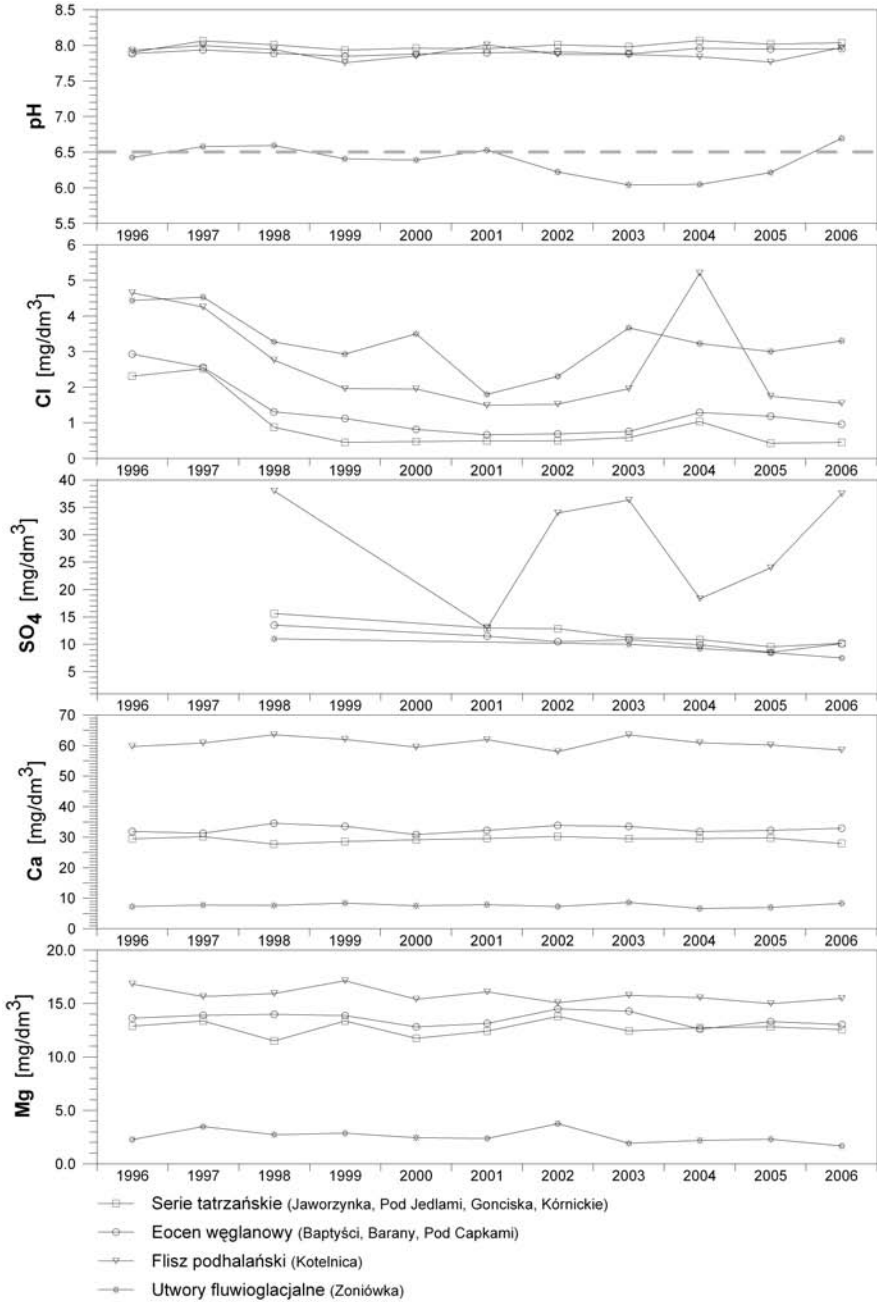 8.5
8.0
7.5
7.0
6.5
6.0
5.5
pH
1996 1997 1998 1999 2000 2001 2002 2003 2004 2005 2006
6
5
4
3
2
1
0
Cl [mg/dm³]
1996 1997 1998 1999 2000 2001 2002 2003 2004 2005 2006
40
35
30
25
20
15
10
5
SO₄ [mg/dm³]
1996 1997 1998 1999 2000 2001 2002 2003 2004 2005 2006
70
60
50
40
30
20
10
0
Ca [mg/dm³]
1996 1997 1998 1999 2000 2001 2002 2003 2004 2005 2006
20.0
15.0
10.0
5.0
0.0
Mg [mg/dm³]
1996 1997 1998 1999 2000 2001 2002 2003 2004 2005 2006
Serie tatrzańskie (Jaworzynka, Pod Jedlami, Gonciska, Kórnickie)
Eocen węglanowy (Baptyści, Barany, Pod Capkami)
Flisz podhalański (Kotelnica)
Utwory fluwioglacjalne (Zoniówka)